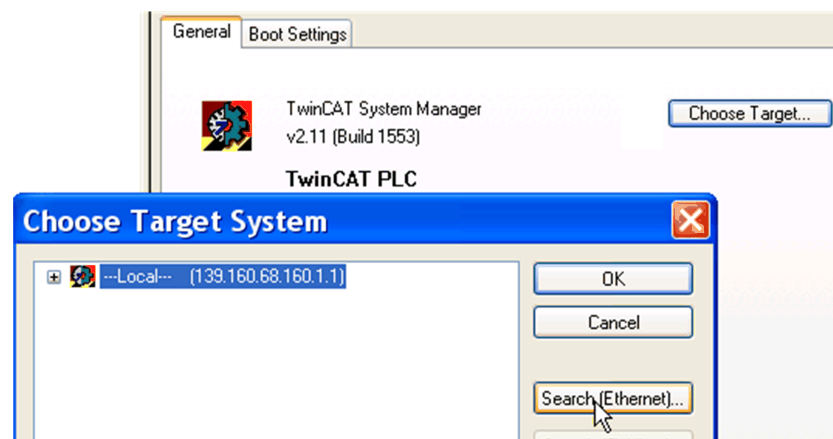 General
Boot Settings
TwinCAT System Manager
v2.11 (Build 1553)
Choose Target...
TwinCAT PLC
Choose Target System
---Local--- (139.160.68.160.1.1)
OK
Cancel
Search (Ethernet)...